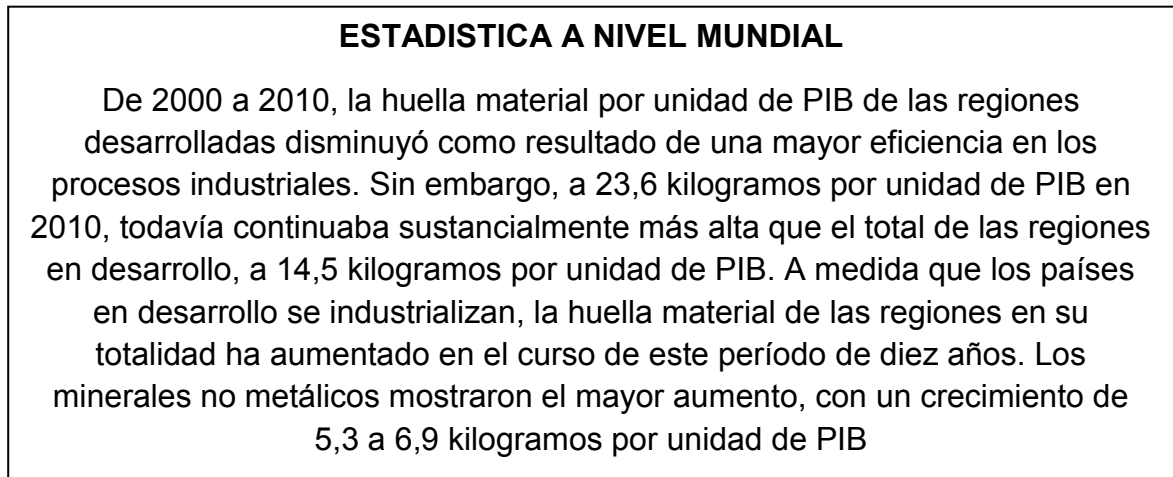 ESTADISTICA A NIVEL MUNDIAL
De 2000 a 2010, la huella material por unidad de PIB de las regiones
desarrolladas disminuyó como resultado de una mayor eficiencia en los
procesos industriales. Sin embargo, a 23,6 kilogramos por unidad de PIB en
2010, todavía continuaba sustancialmente más alta que el total de las regiones
en desarrollo, a 14,5 kilogramos por unidad de PIB. A medida que los países
en desarrollo se industrializan, la huella material de las regiones en su
totalidad ha aumentado en el curso de este período de diez años. Los
minerales no metálicos mostraron el mayor aumento, con un crecimiento de
5,3 a 6,9 kilogramos por unidad de PIB